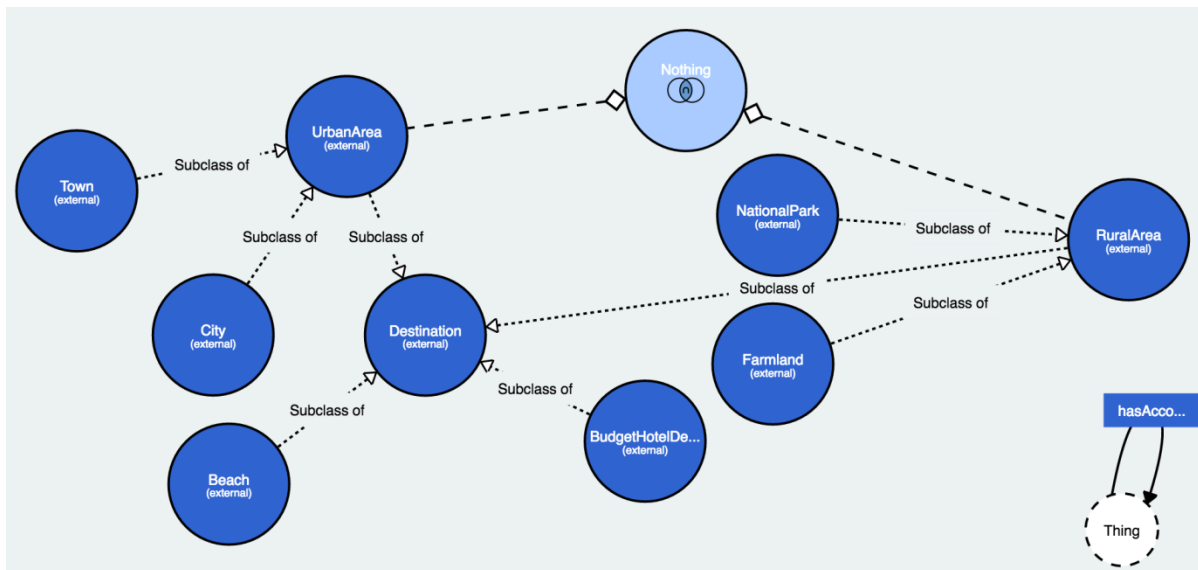 Nothing
UrbanArea
(external)
Subclass of
Town
(external)
NationalPark
(external)
Subclass of
RuralArea
(external)
Subclass of
Subclass of
Subclass of
Subclass of
City
(external)
Destination
(external)
Farmland
(external)
Subclass of
Subclass of
hasAcco...
BudgetHotelDe...
(external)
Beach
(external)
Thing